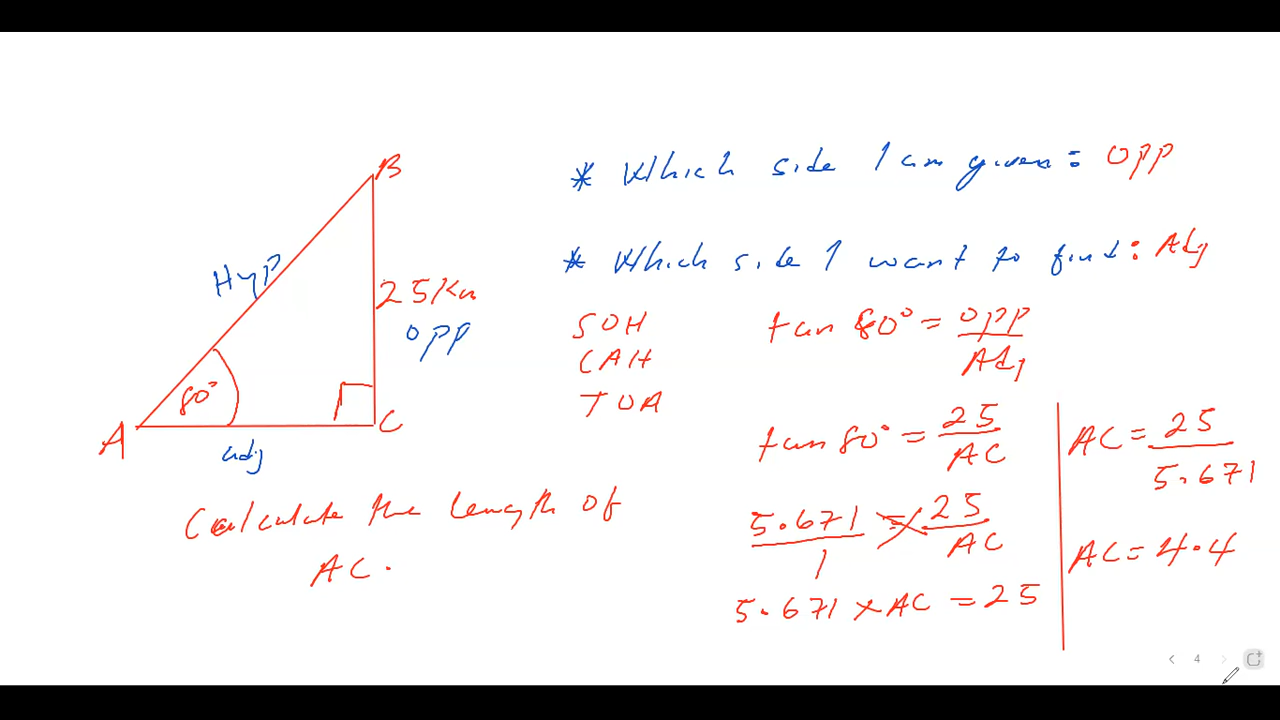 B
* Which side I am given: OPP
Hyp
* Which side I want to find: Adj
25Km
OPP
SOH
CAH
TOA
tan 80° = OPP / Adj
80°
A
C
adj
tan 80° = 25 / AC
5.671 / 1 = 25 / AC
5.671 × AC = 25
AC = 25 / 5.671
AC = 4.4
Calculate the length of
AC.
4